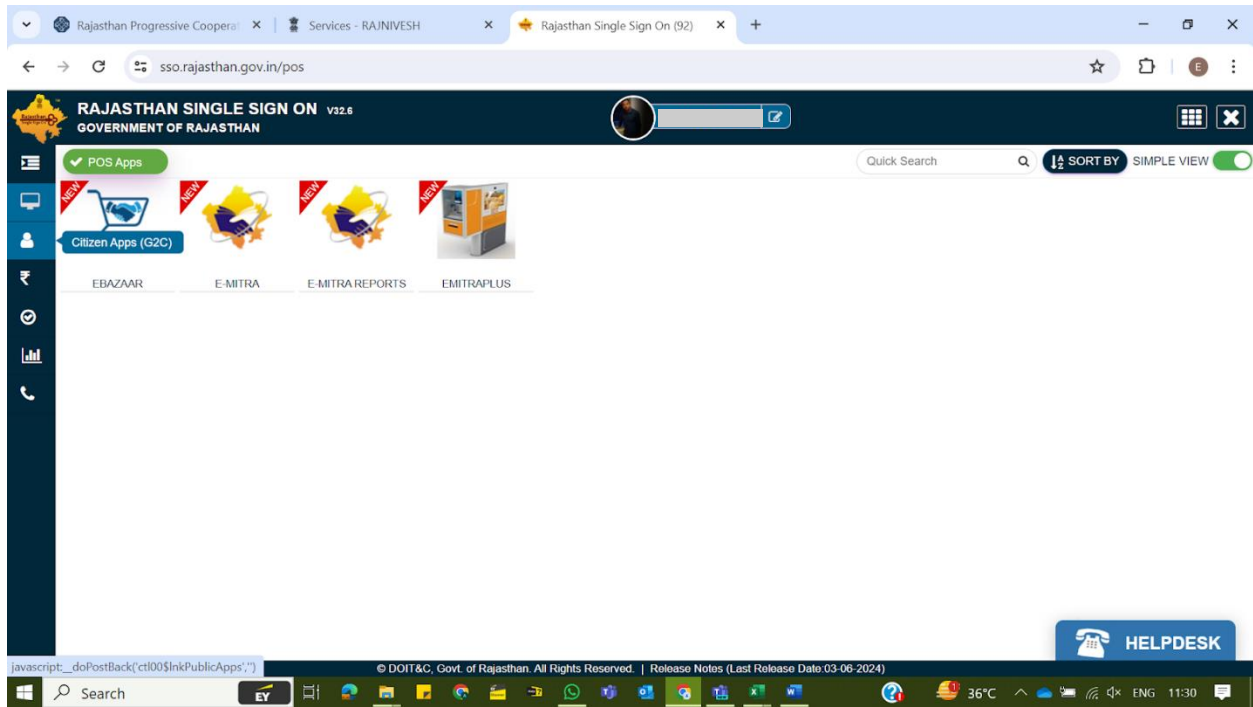 Rajasthan Progressive Cooperat
Services - RAJNIVESH
Rajasthan Single Sign On (92)
sso.rajasthan.gov.in/pos
E
RAJASTHAN SINGLE SIGN ON V32.6
GOVERNMENT OF RAJASTHAN
POS Apps
Quick Search
SORT BY
SIMPLE VIEW
NEW
NEW
NEW
NEW
Citizen Apps (G2C)
EBAZAAR
E-MITRA
E-MITRA REPORTS
EMITRAPLUS
HELPDESK
javascript:__doPostBack('ctl00$lnkPublicApps','')
© DOIT&C, Govt. of Rajasthan. All Rights Reserved. | Release Notes (Last Release Date:03-06-2024)
Search
EY
36°C
ENG
11:30